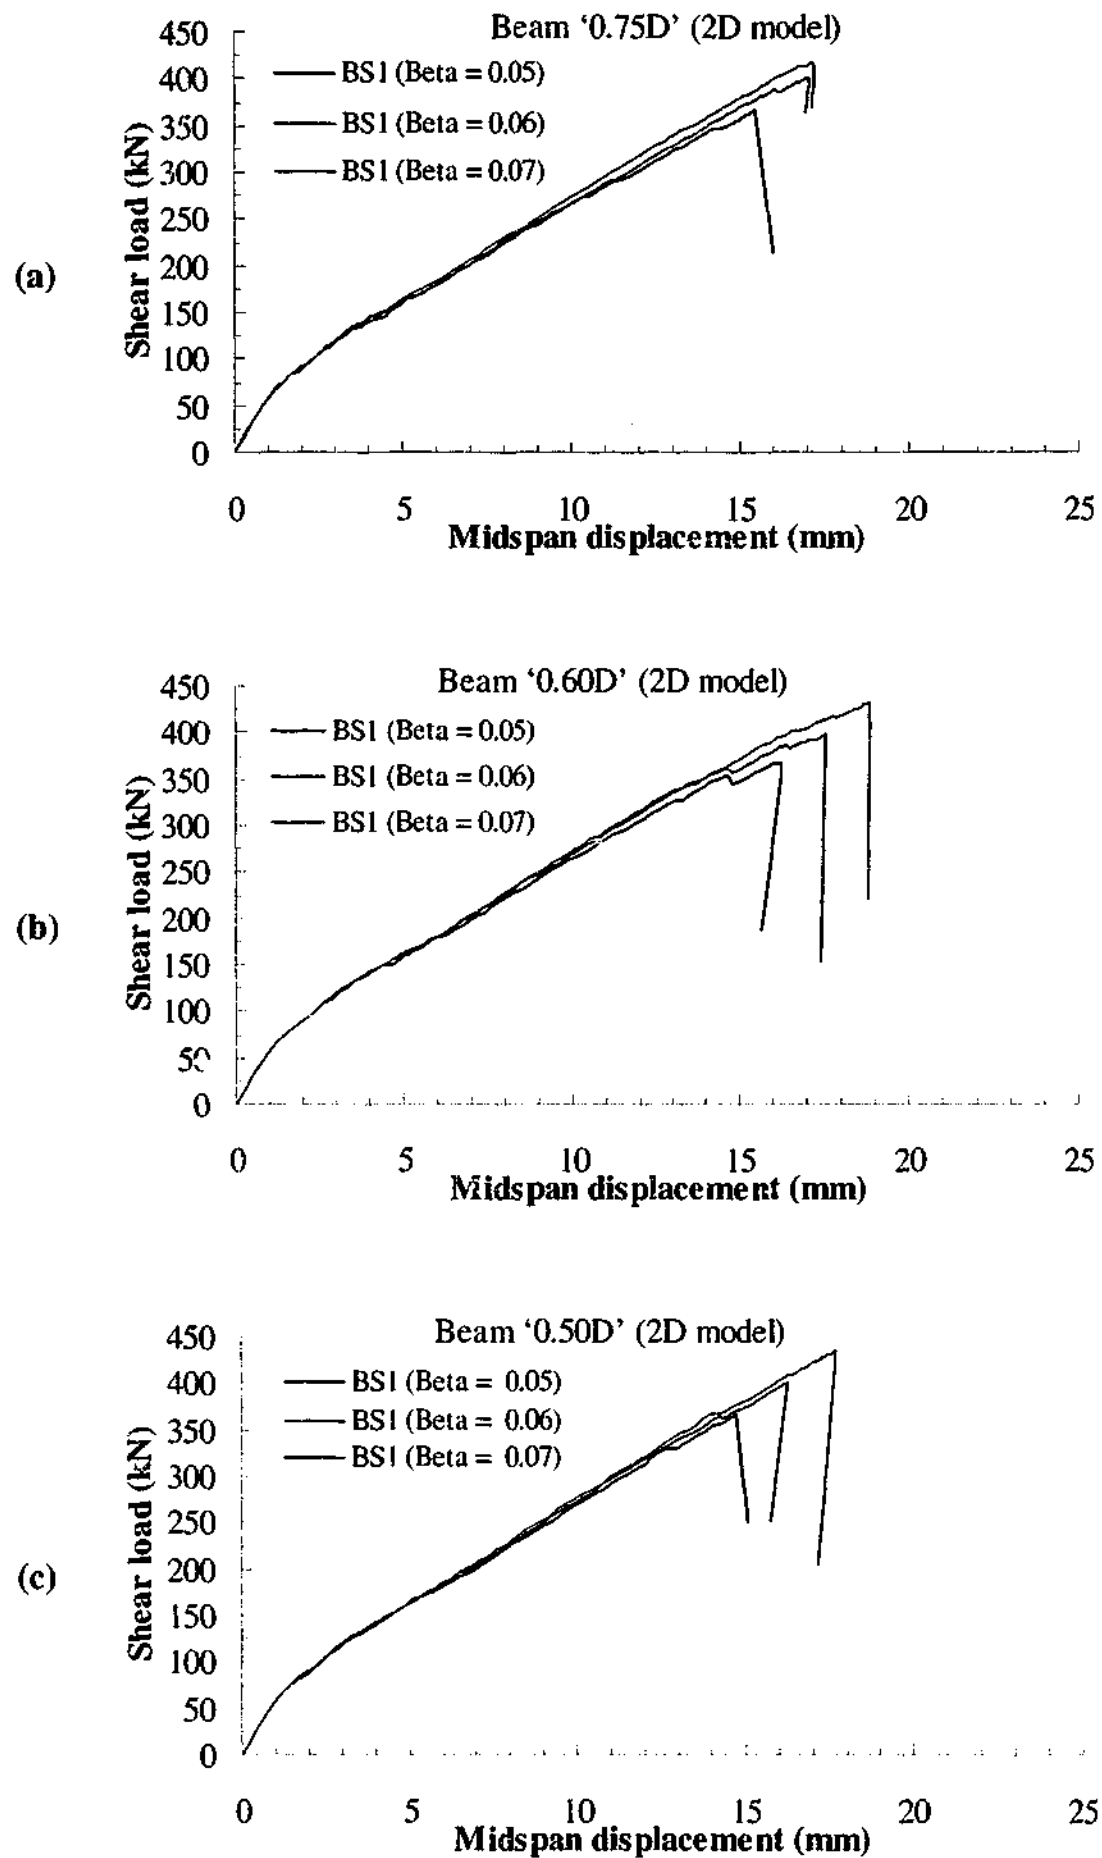 Beam ‘0.75D’ (2D model)
450
400
350
300
250
200
150
100
50
0
Shear load (kN)
BS1 (Beta = 0.05)
BS1 (Beta = 0.06)
BS1 (Beta = 0.07)
(a)
0 5 10 15 20 25
Midspan displacement (mm)
Beam ‘0.60D’ (2D model)
450
400
350
300
250
200
150
100
50
0
Shear load (kN)
BS1 (Beta = 0.05)
BS1 (Beta = 0.06)
BS1 (Beta = 0.07)
(b)
0 5 10 15 20 25
Midspan displacement (mm)
Beam ‘0.50D’ (2D model)
450
400
350
300
250
200
150
100
50
0
Shear load (kN)
BS1 (Beta = 0.05)
BS1 (Beta = 0.06)
BS1 (Beta = 0.07)
(c)
0 5 10 15 20 25
Midspan displacement (mm)